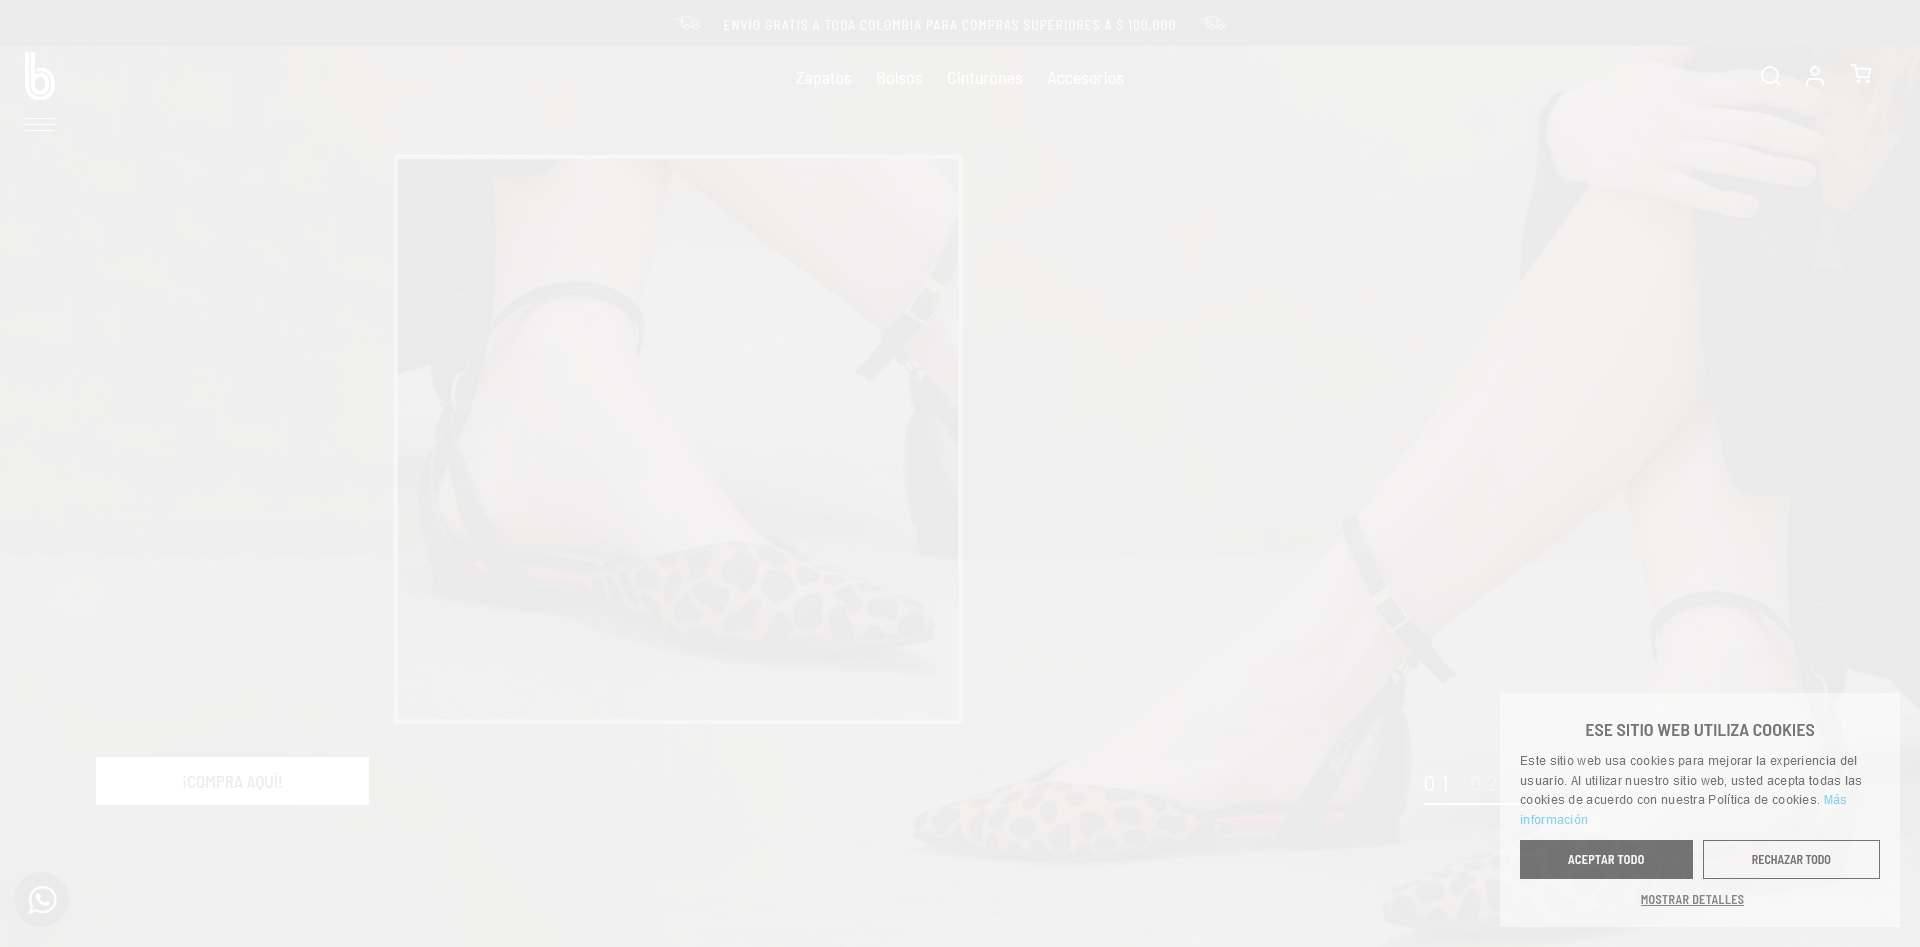 ENVÍO GRATIS A TODA COLOMBIA PARA COMPRAS SUPERIORES A $ 100.000
b
Zapatos Bolsos Cinturones Accesorios
¡COMPRA AQUÍ!
01 02
ESE SITIO WEB UTILIZA COOKIES
Este sitio web usa cookies para mejorar la experiencia del
usuario. Al utilizar nuestro sitio web, usted acepta todas las
cookies de acuerdo con nuestra Política de cookies. Más
información
ACEPTAR TODO RECHAZAR TODO
MOSTRAR DETALLES